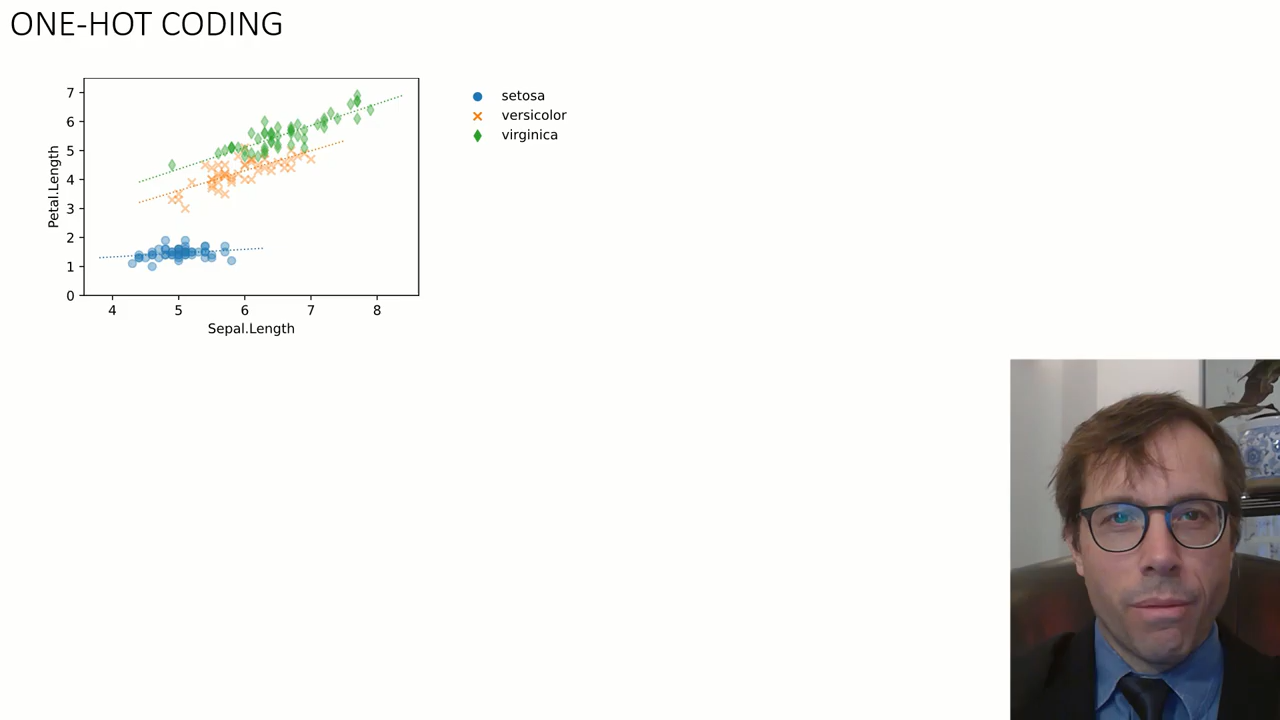 ONE-HOT CODING
7
6
5
4
3
2
1
0
Petal.Length
4 5 6 7 8
Sepal.Length
setosa
versicolor
virginica